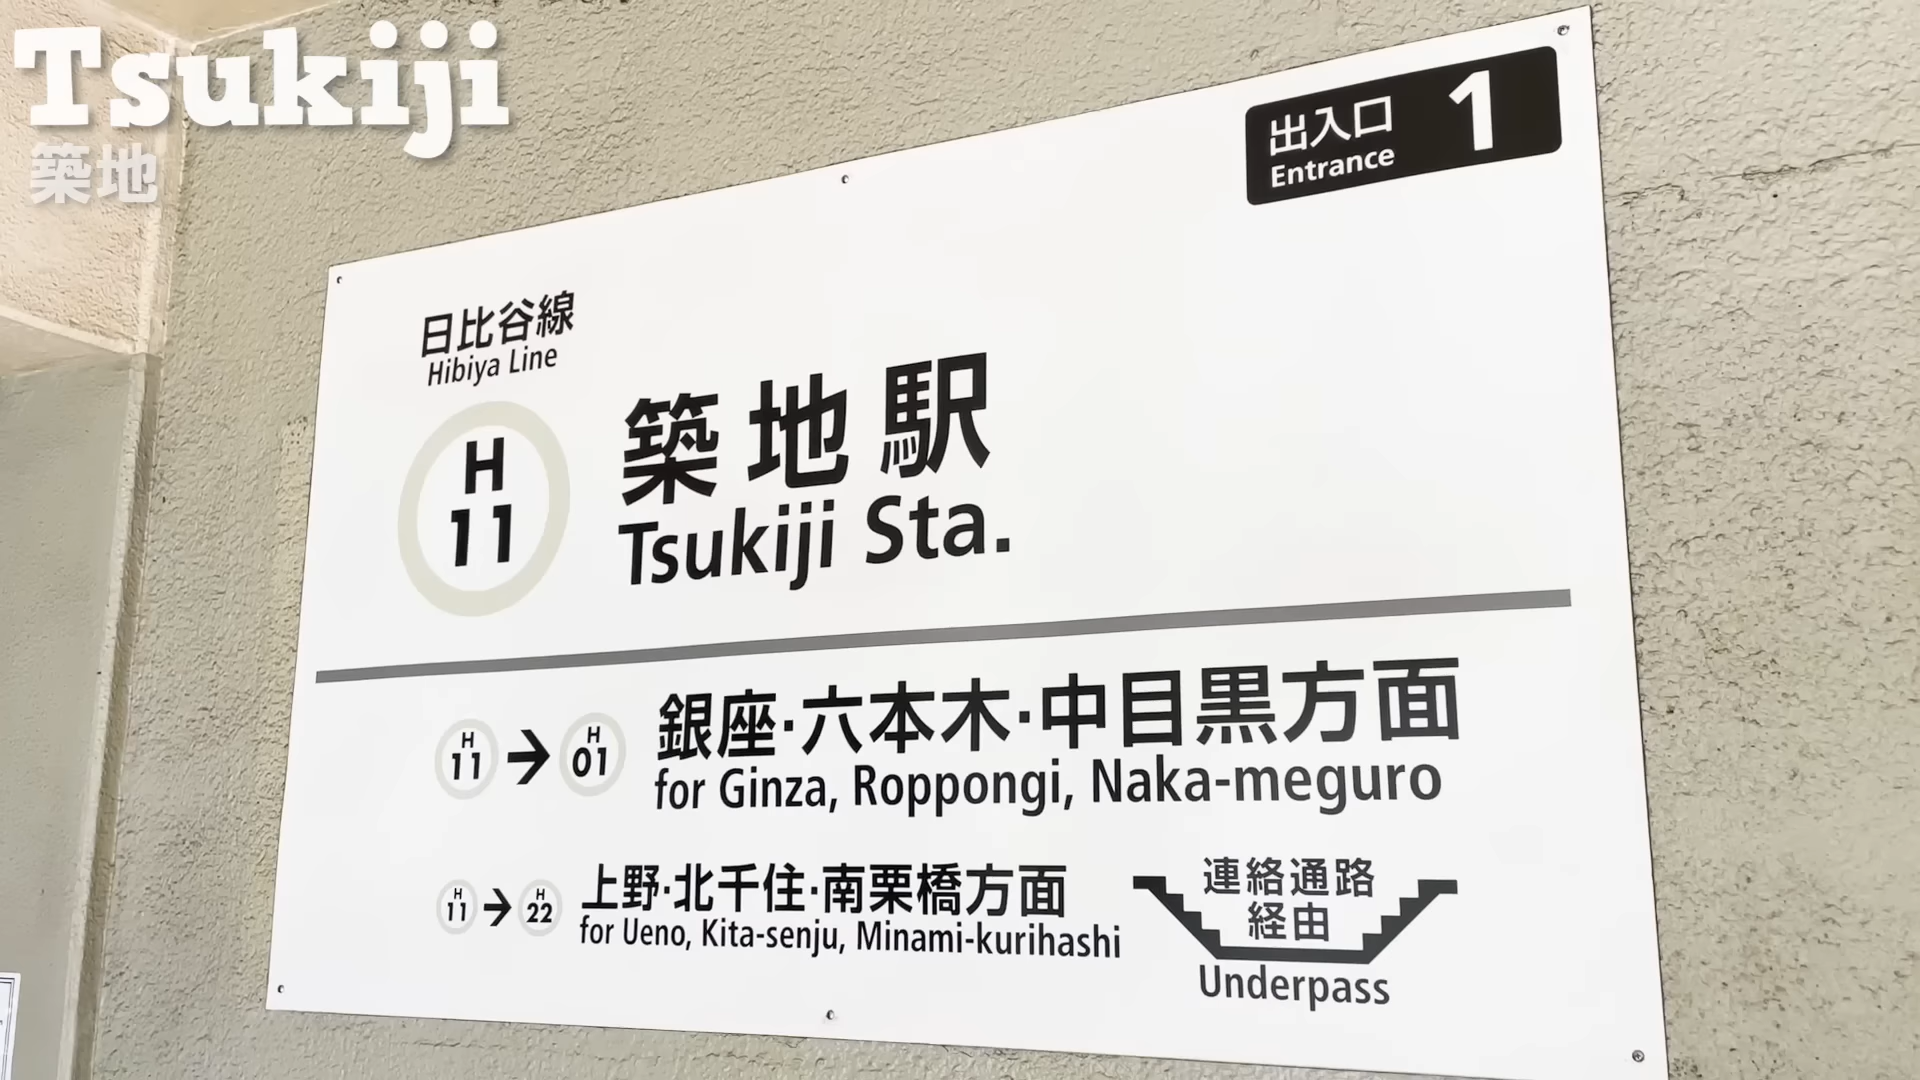 Tsukiji
築地
出入口
Entrance
1
日比谷線
Hibiya Line
H
11
築地駅
Tsukiji Sta.
H
11
H
01
銀座·六本木·中目黒方面
for Ginza, Roppongi, Naka-meguro
H
11
H
22
上野·北千住·南栗橋方面
for Ueno, Kita-senju, Minami-kurihashi
連絡通路
経由
Underpass